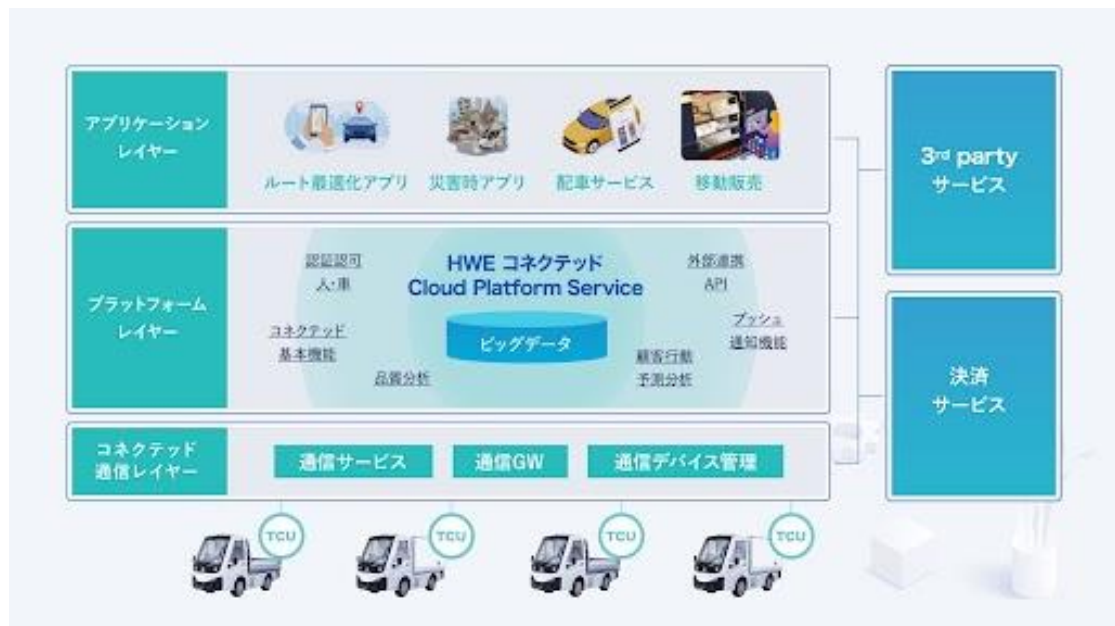 アプリケーション
レイヤー
ルート最適化アプリ
災害時アプリ
配車サービス
移動販売
3rd party
サービス
プラットフォーム
レイヤー
認証認可
人・車
HWE コネクテッド
Cloud Platform Service
外部連携
API
コネクテッド
基本機能
ビッグデータ
プッシュ
通知機能
品質分析
顧客行動
予測分析
決済
サービス
コネクテッド
通信レイヤー
通信サービス
通信GW
通信デバイス管理
TCU
TCU
TCU
TCU